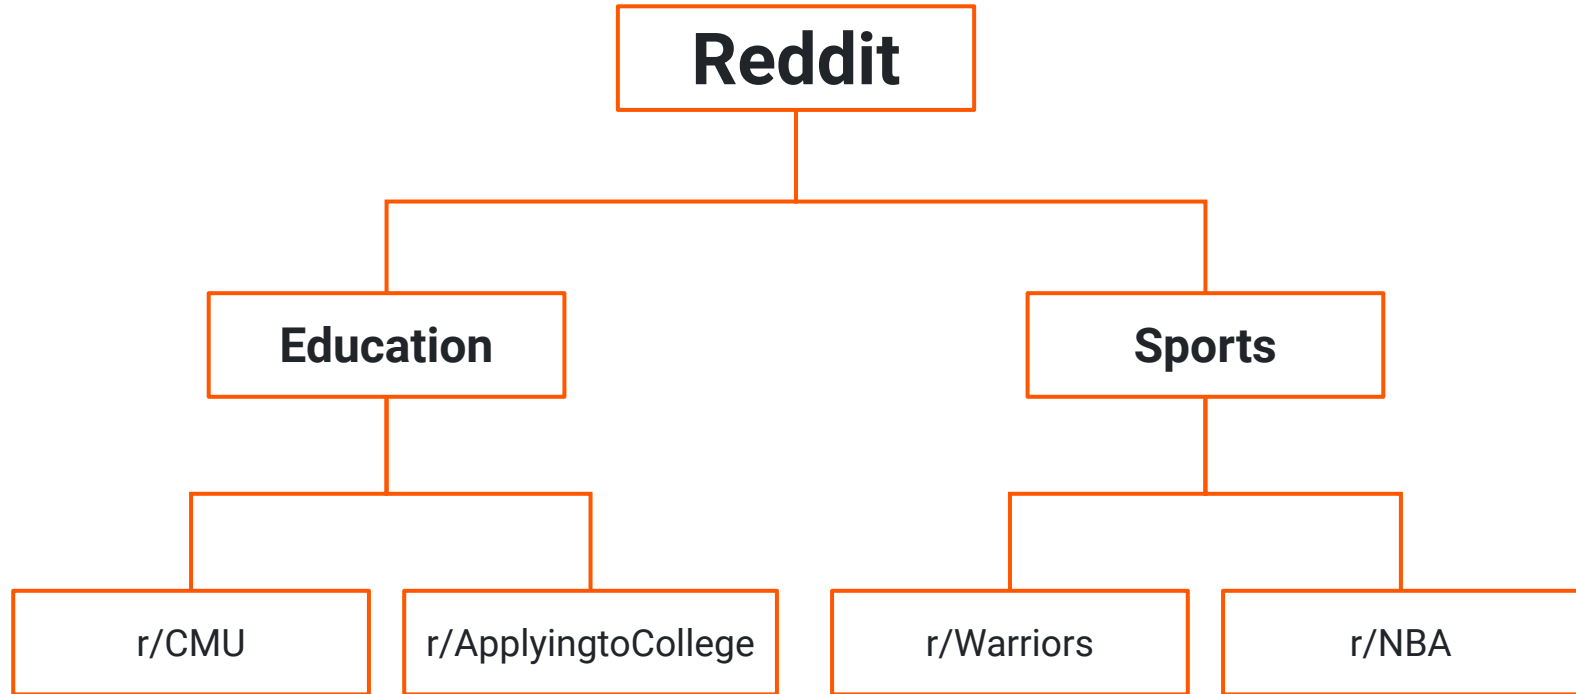 Reddit
Education
Sports
r/CMU
r/ApplyingtoCollege
r/Warriors
r/NBA